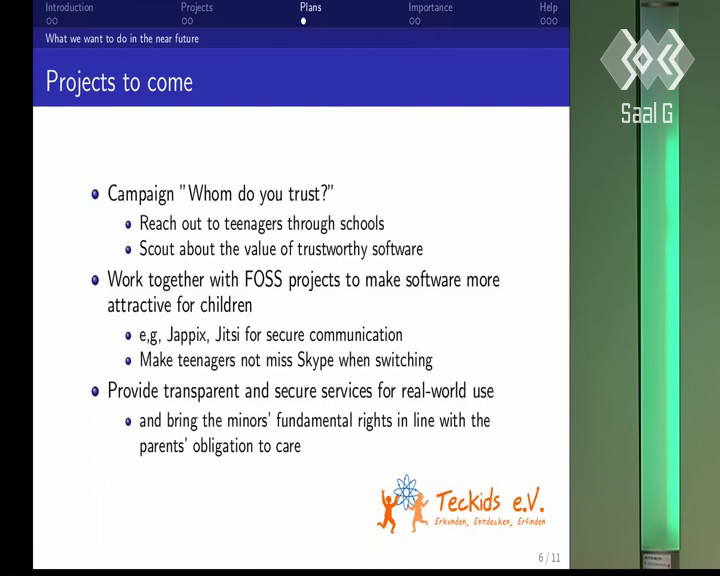 Introduction Projects Plans Importance Help
What we want to do in the near future
Projects to come
Campaign "Whom do you trust?"
Reach out to teenagers through schools
Scout about the value of trustworthy software
Work together with FOSS projects to make software more
attractive for children
e,g, Jappix, Jitsi for secure communication
Make teenagers not miss Skype when switching
Provide transparent and secure services for real-world use
and bring the minors' fundamental rights in line with the
parents' obligation to care
Teckids e.V.
Erkunden, Entdecken, Erfinden
6 / 11
Saal G